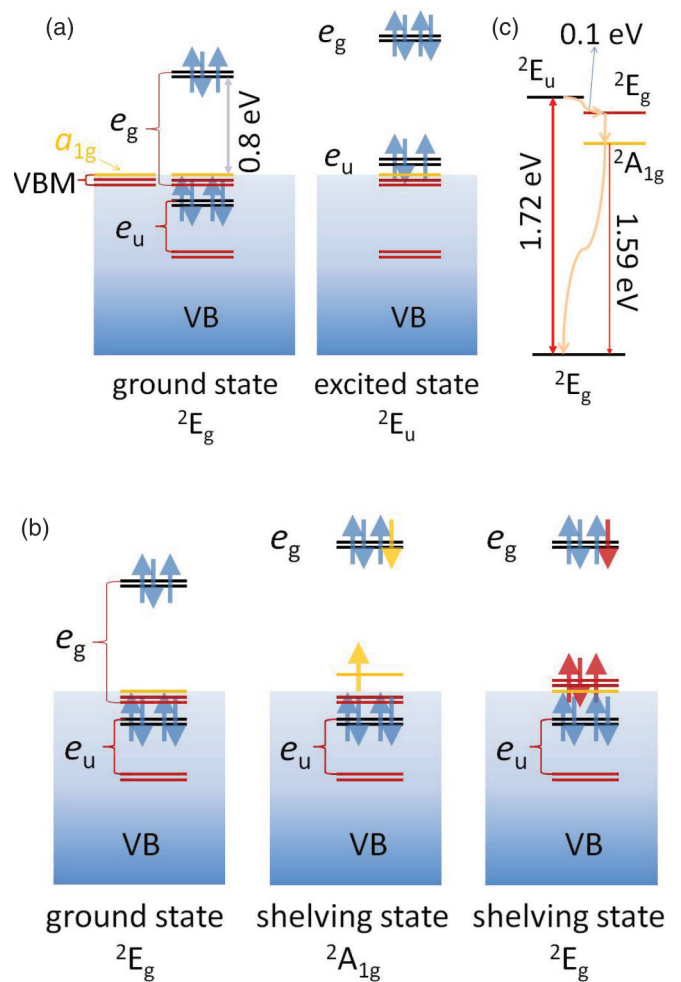 (a)
e_g
e_g
0.8 eV
a_1g
VBM
e_u
e_u
VB
VB
ground state
²E_g
excited state
²E_u
(c)
0.1 eV
²E_u
²E_g
²A_1g
1.72 eV
1.59 eV
²E_g
(b)
e_g
e_g
e_g
e_u
e_u
e_u
VB
VB
VB
ground state
²E_g
shelving state
²A_1g
shelving state
²E_g